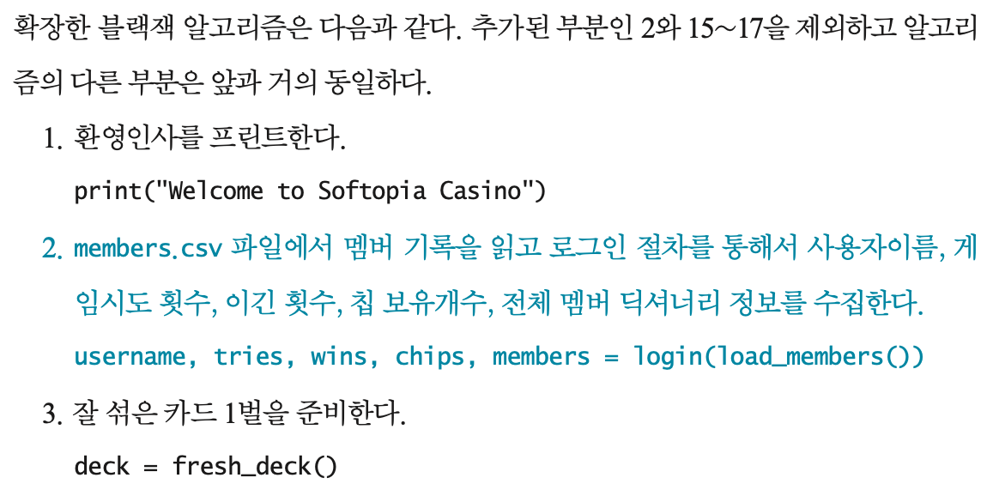 확장한 블랙잭 알고리즘은 다음과 같다. 추가된 부분인 2와 15~17을 제외하고 알고리
즘의 다른 부분은 앞과 거의 동일하다.
1. 환영인사를 프린트한다.
print("Welcome to Softopia Casino")
2. members.csv 파일에서 멤버 기록을 읽고 로그인 절차를 통해서 사용자이름, 게
임시도 횟수, 이긴 횟수, 칩 보유개수, 전체 멤버 딕셔너리 정보를 수집한다.
username, tries, wins, chips, members = login(load_members())
3. 잘 섞은 카드 1벌을 준비한다.
deck = fresh_deck()